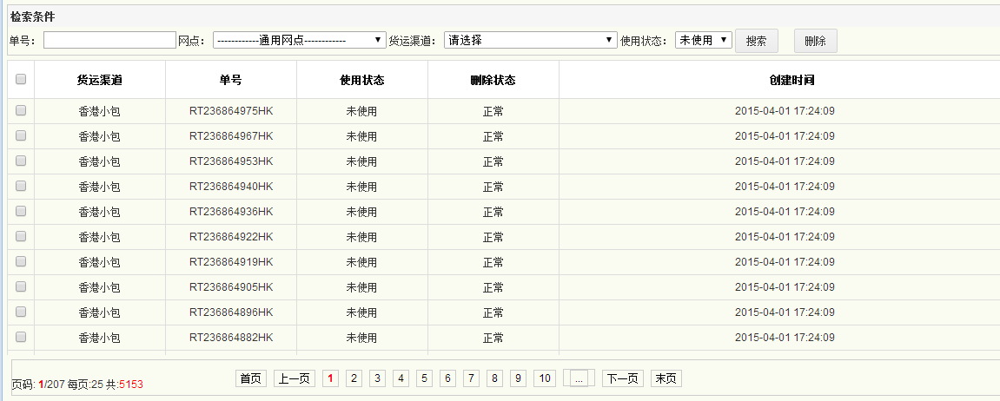 检索条件
单号： 网点： ------------通用网点------------ 货运渠道： 请选择 使用状态： 未使用 搜索 删除
货运渠道 单号 使用状态 删除状态 创建时间
香港小包 RT236864975HK 未使用 正常 2015-04-01 17:24:09
香港小包 RT236864967HK 未使用 正常 2015-04-01 17:24:09
香港小包 RT236864953HK 未使用 正常 2015-04-01 17:24:09
香港小包 RT236864940HK 未使用 正常 2015-04-01 17:24:09
香港小包 RT236864936HK 未使用 正常 2015-04-01 17:24:09
香港小包 RT236864922HK 未使用 正常 2015-04-01 17:24:09
香港小包 RT236864919HK 未使用 正常 2015-04-01 17:24:09
香港小包 RT236864905HK 未使用 正常 2015-04-01 17:24:09
香港小包 RT236864896HK 未使用 正常 2015-04-01 17:24:09
香港小包 RT236864882HK 未使用 正常 2015-04-01 17:24:09
页码: 1/207 每页:25 共:5153 首页 上一页 1 2 3 4 5 6 7 8 9 10 ... 下一页 末页